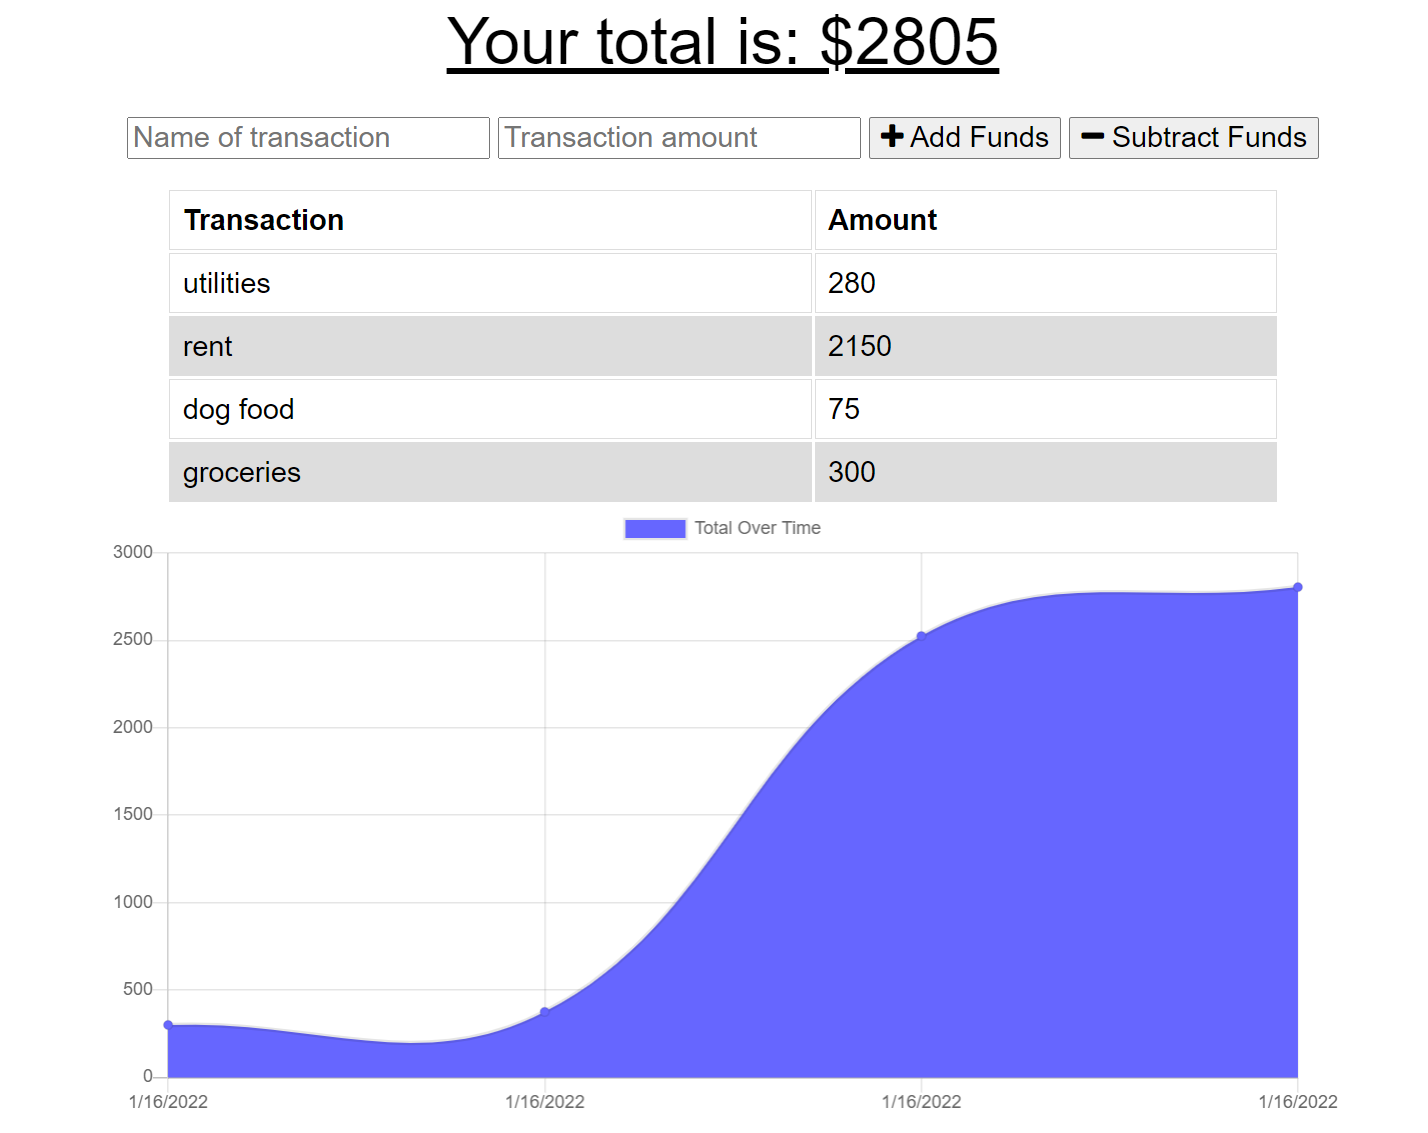 Your total is: $2805
Name of transaction Transaction amount Add Funds Subtract Funds
Transaction Amount
utilities 280
rent 2150
dog food 75
groceries 300
Total Over Time
3000
2500
2000
1500
1000
500
0
1/16/2022 1/16/2022 1/16/2022 1/16/2022